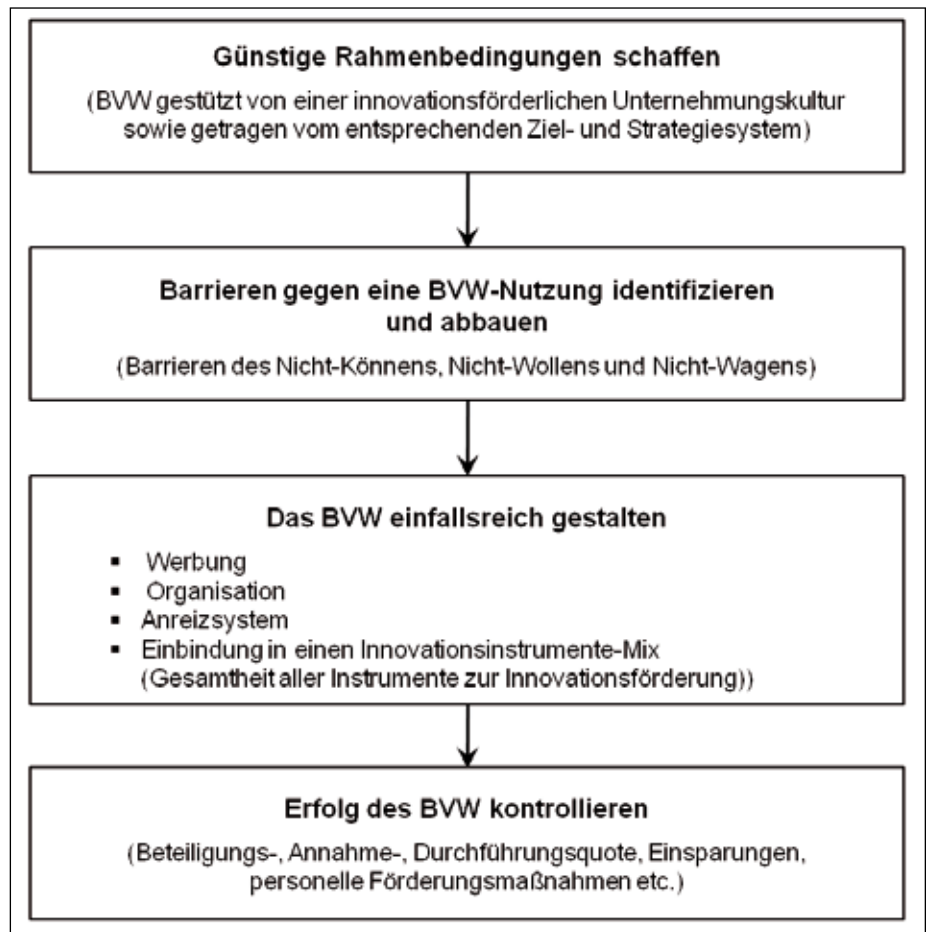 Günstige Rahmenbedingungen schaffen
(BVW gestützt von einer innovationsförderlichen Unternehmungskultur
sowie getragen vom entsprechenden Ziel- und Strategiesystem)
Barrieren gegen eine BVW-Nutzung identifizieren
und abbauen
(Barrieren des Nicht-Könnens, Nicht-Wollens und Nicht-Wagens)
Das BVW einfallsreich gestalten
▪ Werbung
▪ Organisation
▪ Anreizsystem
▪ Einbindung in einen Innovationsinstrumente-Mix
(Gesamtheit aller Instrumente zur Innovationsförderung))
Erfolg des BVW kontrollieren
(Beteiligungs-, Annahme-, Durchführungsquote, Einsparungen,
personelle Förderungsmaßnahmen etc.)